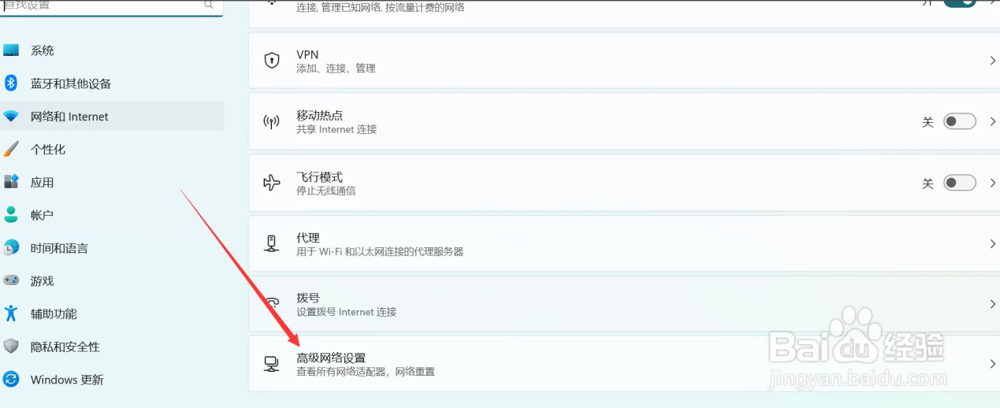 查找设置
系统
蓝牙和其他设备
网络和 Internet
个性化
应用
帐户
时间和语言
游戏
辅助功能
隐私和安全性
Windows 更新
连接, 管理已知网络, 按流量计费的网络
开
VPN
添加、连接、管理
移动热点
共享 Internet 连接
关
飞行模式
停止无线通信
关
代理
用于 Wi-Fi 和以太网连接的代理服务器
拨号
设置拨号 Internet 连接
高级网络设置
查看所有网络适配器，网络重置
Baidu 经验
jingyan.baidu.com